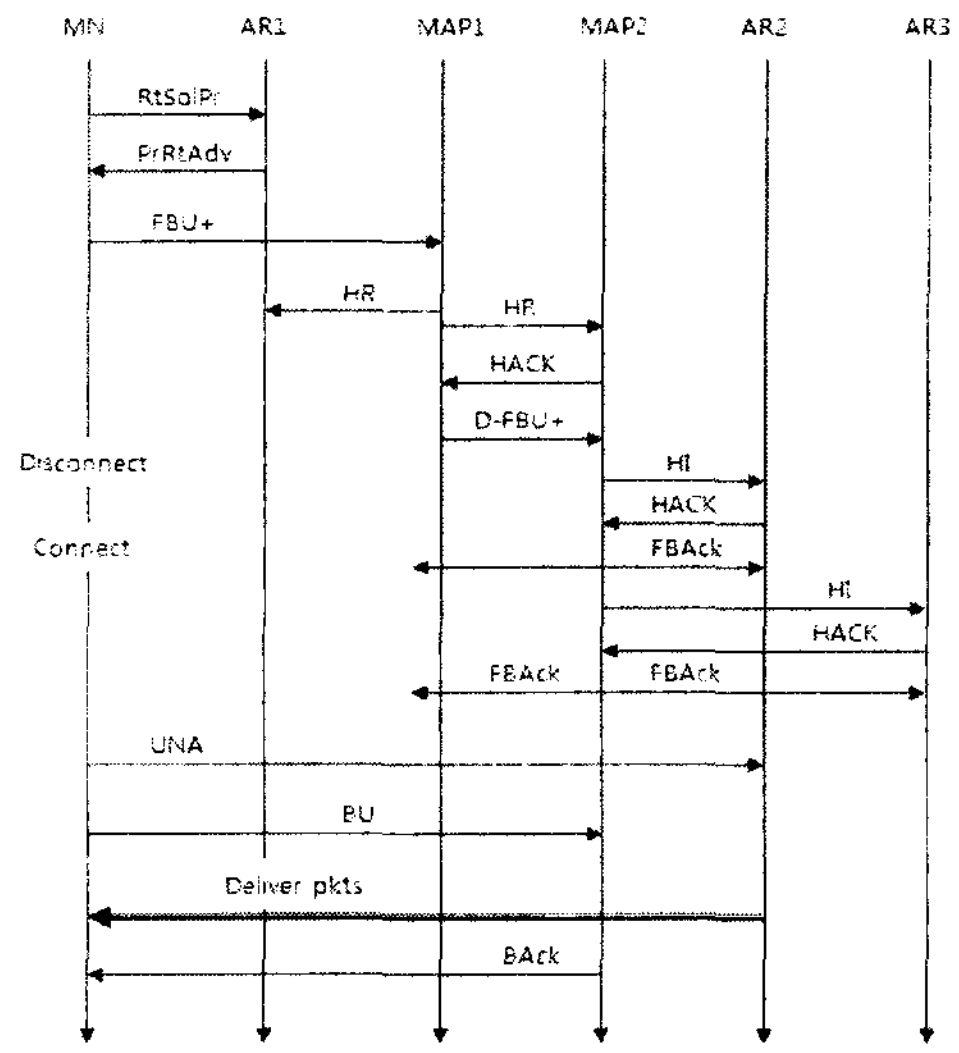 MN AR1 MAP1 MAP2 AR2 AR3
RtSolPr
PrRtAdv
FBU+
HR
HR
HACK
D-FBU+
Disconnect
HI
HACK
Connect
FBAck
HI
HACK
FBAck FBAck
UNA
BU
Deliver pkts
BAck